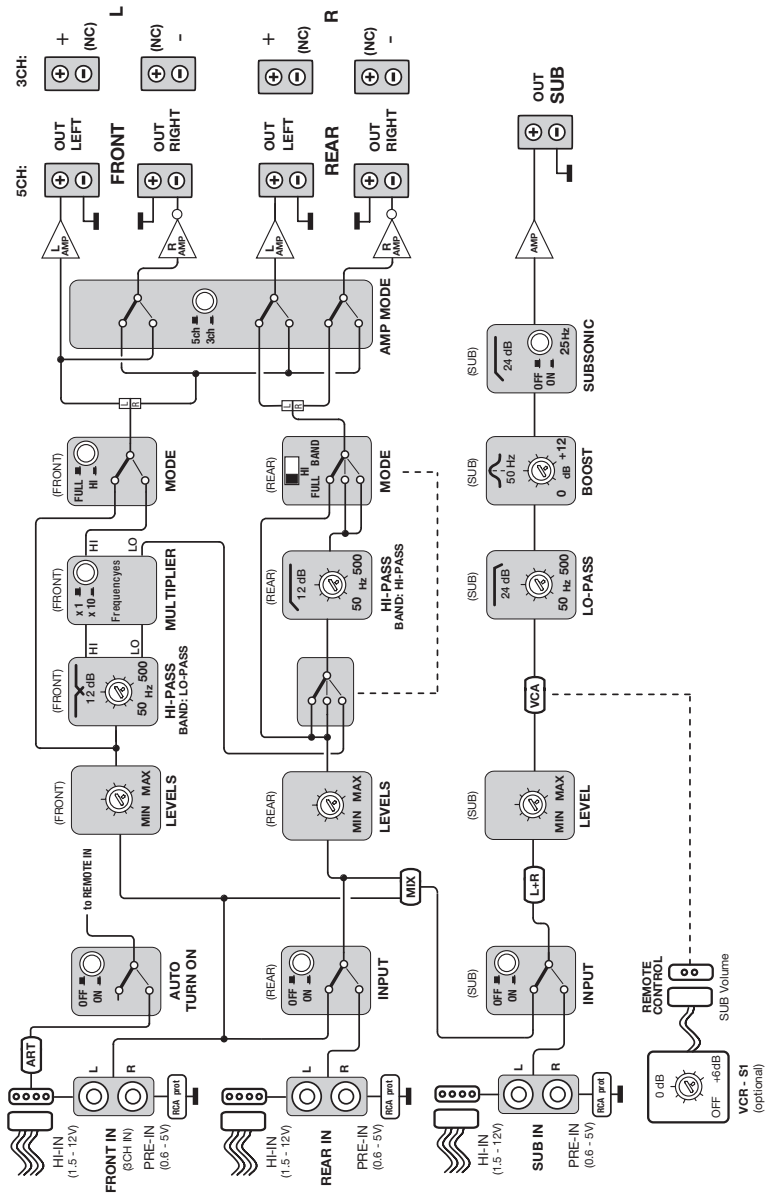 HI-IN
(1.5 - 12V)
FRONT IN
(3CH IN)
PRE-IN
(0.6 - 5V)
L
R
RCA prot
ART
OFF
ON
AUTO
TURN ON
to REMOTE IN
(FRONT)
MIN MAX
LEVELS
(FRONT)
12 dB
50 Hz 500
HI-PASS
BAND: LO-PASS
HI
LO
(FRONT)
x 1
x 10
Frequencyes
MULTIPLIER
HI
LO
(FRONT)
FULL
HI
MODE
L
R
5ch
3ch
AMP MODE
L
AMP
R
AMP
L
AMP
R
AMP
5CH:
OUT
LEFT
FRONT
OUT
RIGHT
OUT
LEFT
REAR
OUT
RIGHT
3CH:
+
(NC)
L
(NC)
-
+
(NC)
R
(NC)
-
HI-IN
(1.5 - 12V)
REAR IN
PRE-IN
(0.6 - 5V)
L
R
RCA prot
(REAR)
OFF
ON
INPUT
MIX
(REAR)
MIN MAX
LEVELS
(REAR)
12 dB
50 Hz 500
HI-PASS
BAND: HI-PASS
(REAR)
HI
FULL BAND
MODE
L
R
HI-IN
(1.5 - 12V)
SUB IN
PRE-IN
(0.6 - 5V)
L
R
RCA prot
(SUB)
OFF
ON
INPUT
L+R
(SUB)
MIN MAX
LEVEL
VCA
(SUB)
24 dB
50 Hz 500
LO-PASS
(SUB)
50 Hz
0 dB +12
BOOST
(SUB)
24 dB
OFF
ON
25Hz
SUBSONIC
AMP
OUT
SUB
0 dB
OFF +6dB
VCR - S1
(optional)
REMOTE
CONTROL
SUB Volume